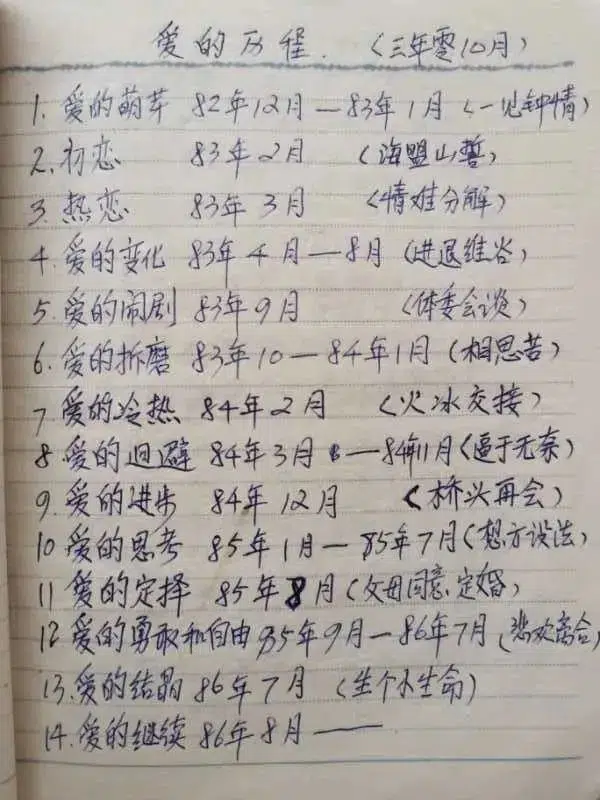 爱的历程.（三年零10月）
1. 爱的萌芽 82年12月—83年1月（一见钟情）
2. 初恋 83年2月（海盟山誓）
3. 热恋 83年3月（情难分解）
4. 爱的变化 83年4月—8月（进退维谷）
5. 爱的闹剧 83年9月（体委会谈）
6. 爱的折磨 83年10—84年1月（相思苦）
7 爱的冷热 84年2月（火冰交接）
8 爱的迴避 84年3月—84年11月（逼于无奈）
9. 爱的进步 84年12月（桥头再会）
10 爱的思考 85年1月—85年7月（想方设法）
11 爱的定择 85年8月（父母同意.定婚）
12 爱的勇敢和自由 85年9月—86年7月（悲欢离合）
13. 爱的结晶 86年7月（生个小生命）
14. 爱的继续 86年8月——